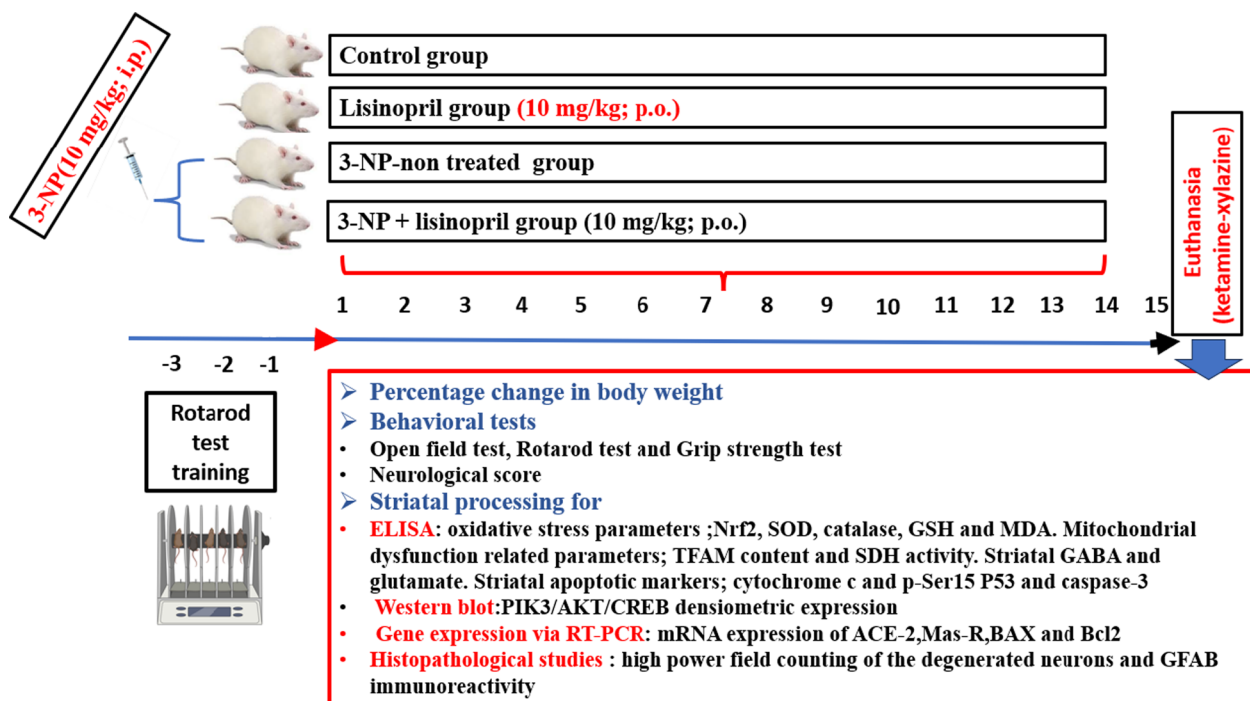 3-NP(10 mg/kg; i.p.)
Control group
Lisinopril group (10 mg/kg; p.o.)
3-NP-non treated group
3-NP + lisinopril group (10 mg/kg; p.o.)
Euthanasia
(ketamine-xylazine)
1 2 3 4 5 6 7 8 9 10 11 12 13 14 15
-3 -2 -1
Rotarod
test
training
➢ Percentage change in body weight
➢ Behavioral tests
• Open field test, Rotarod test and Grip strength test
• Neurological score
➢ Striatal processing for
• ELISA: oxidative stress parameters ;Nrf2, SOD, catalase, GSH and MDA. Mitochondrial
dysfunction related parameters; TFAM content and SDH activity. Striatal GABA and
glutamate. Striatal apoptotic markers; cytochrome c and p-Ser15 P53 and caspase-3
• Western blot:PIK3/AKT/CREB densiometric expression
• Gene expression via RT-PCR: mRNA expression of ACE-2,Mas-R,BAX and Bcl2
• Histopathological studies : high power field counting of the degenerated neurons and GFAB
immunoreactivity